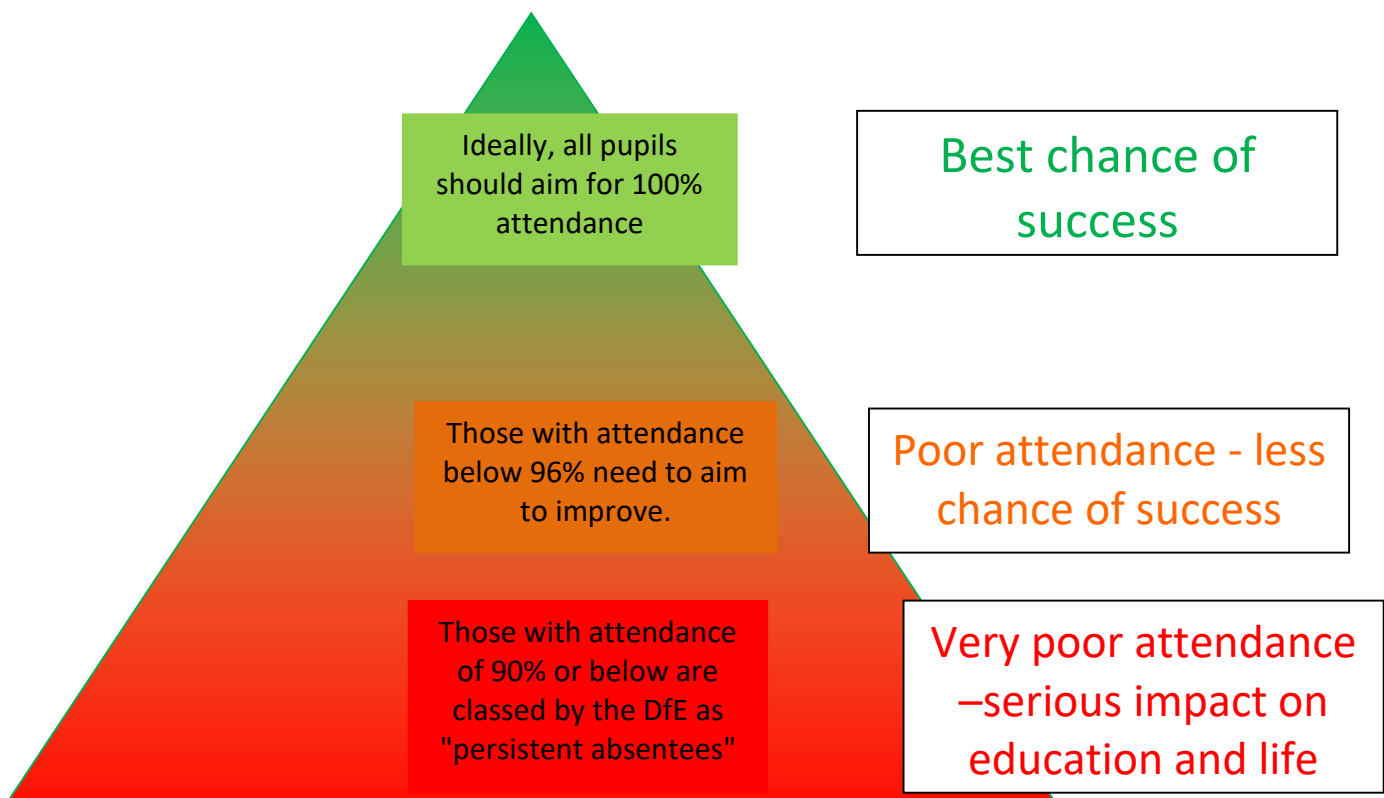 Ideally, all pupils
should aim for 100%
attendance
Best chance of
success
Those with attendance
below 96% need to aim
to improve.
Poor attendance - less
chance of success
Those with attendance
of 90% or below are
classed by the DfE as
"persistent absentees"
Very poor attendance
–serious impact on
education and life